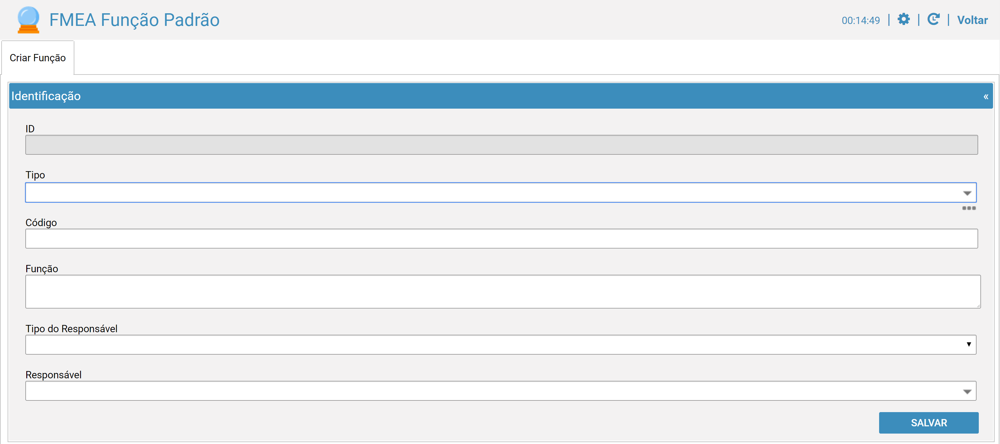 FMEA Função Padrão
00:14:49 | | | Voltar
Criar Função
Identificação «
ID
Tipo
Código
Função
Tipo do Responsável
Responsável
SALVAR